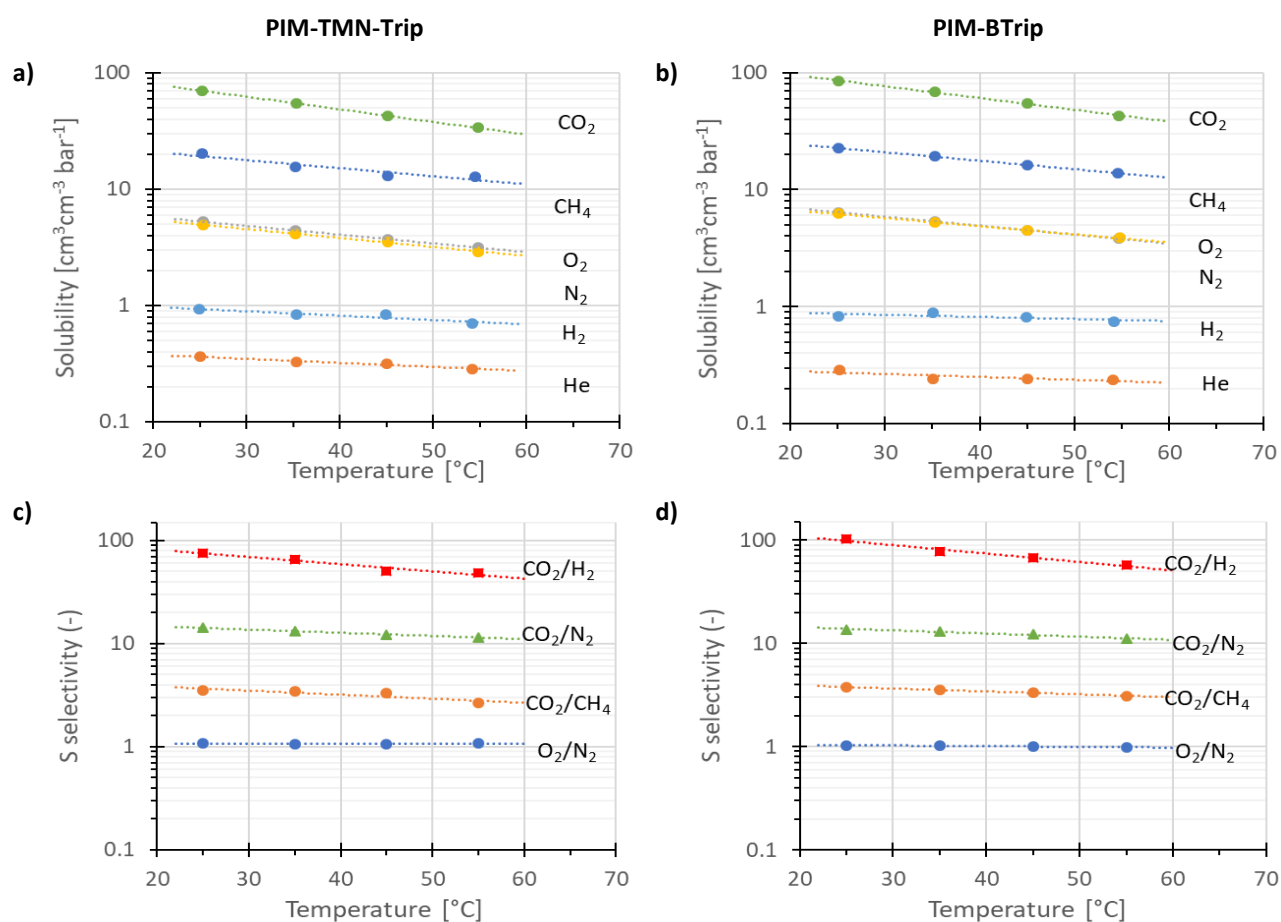 PIM-TMN-Trip
PIM-BTrip
a)
Solubility [cm³cm⁻³ bar⁻¹]
100
10
1
0.1
CO₂
CH₄
O₂
N₂
H₂
He
20 30 40 50 60 70
Temperature [°C]
b)
Solubility [cm³cm⁻³ bar⁻¹]
100
10
1
0.1
CO₂
CH₄
O₂
N₂
H₂
He
20 30 40 50 60 70
Temperature [°C]
c)
S selectivity (-)
100
10
1
0.1
CO₂/H₂
CO₂/N₂
CO₂/CH₄
O₂/N₂
20 30 40 50 60 70
Temperature [°C]
d)
S selectivity (-)
100
10
1
0.1
CO₂/H₂
CO₂/N₂
CO₂/CH₄
O₂/N₂
20 30 40 50 60 70
Temperature [°C]